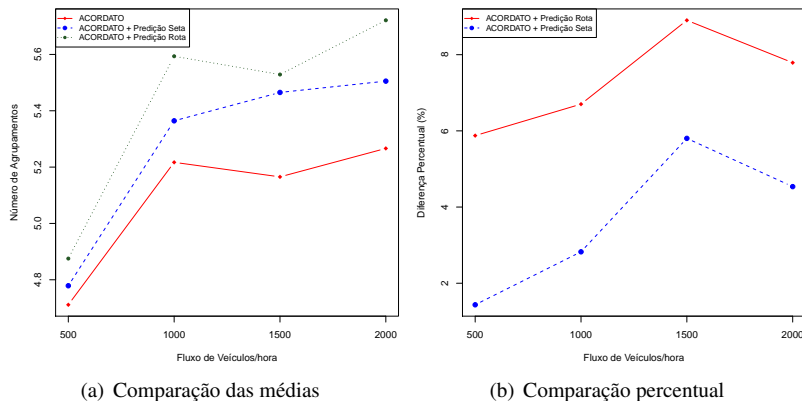 ACORDATO
ACORDATO + Predição Seta
ACORDATO + Predição Rota
Número de Agrupamentos
4.8
5.0
5.2
5.4
5.6
500
1000
1500
2000
Fluxo de Veículos/hora
(a) Comparação das médias
ACORDATO + Predição Rota
ACORDATO + Predição Seta
Diferença Percentual (%)
2
4
6
8
500
1000
1500
2000
Fluxo de Veículos/hora
(b) Comparação percentual